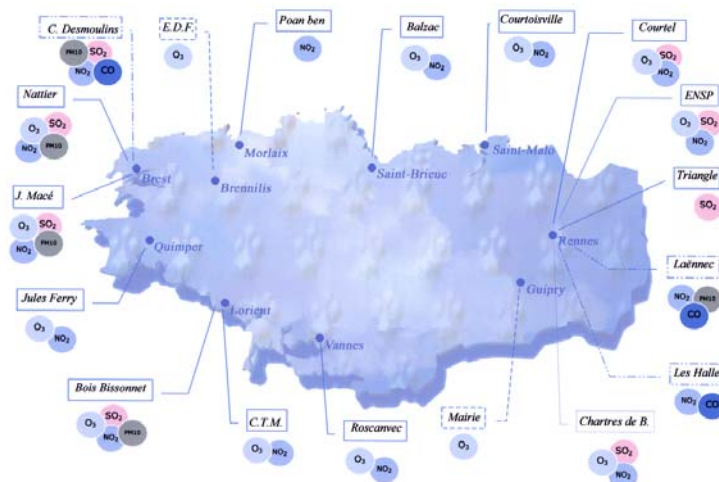 C. Desmoulins
PM10 SO₂
NO₂ CO
E.D.F.
O₃
Poan ben
NO₂
Balzac
O₃ NO₂
Courtoisville
O₃ NO₂
Courtel
O₃ SO₂
NO₂
Nattier
O₃ SO₂
NO₂ PM10
ENSP
O₃ SO₂
NO₂
Morlaix
Saint-Malo
Brest
Brennilis
Saint-Brieuc
Triangle
SO₂
J. Macé
O₃ SO₂
NO₂ PM10
Quimper
Rennes
Laënnec
NO₂ PM10
CO
Guipry
Jules Ferry
O₃ NO₂
Lorient
Vannes
Les Halle
NO₂ CO
Bois Bissonnet
SO₂
O₃ NO₂ PM10
C.T.M.
O₃ NO₂
Roscanvec
O₃ NO₂
Mairie
O₃
Chartres de B.
O₃ SO₂
NO₂